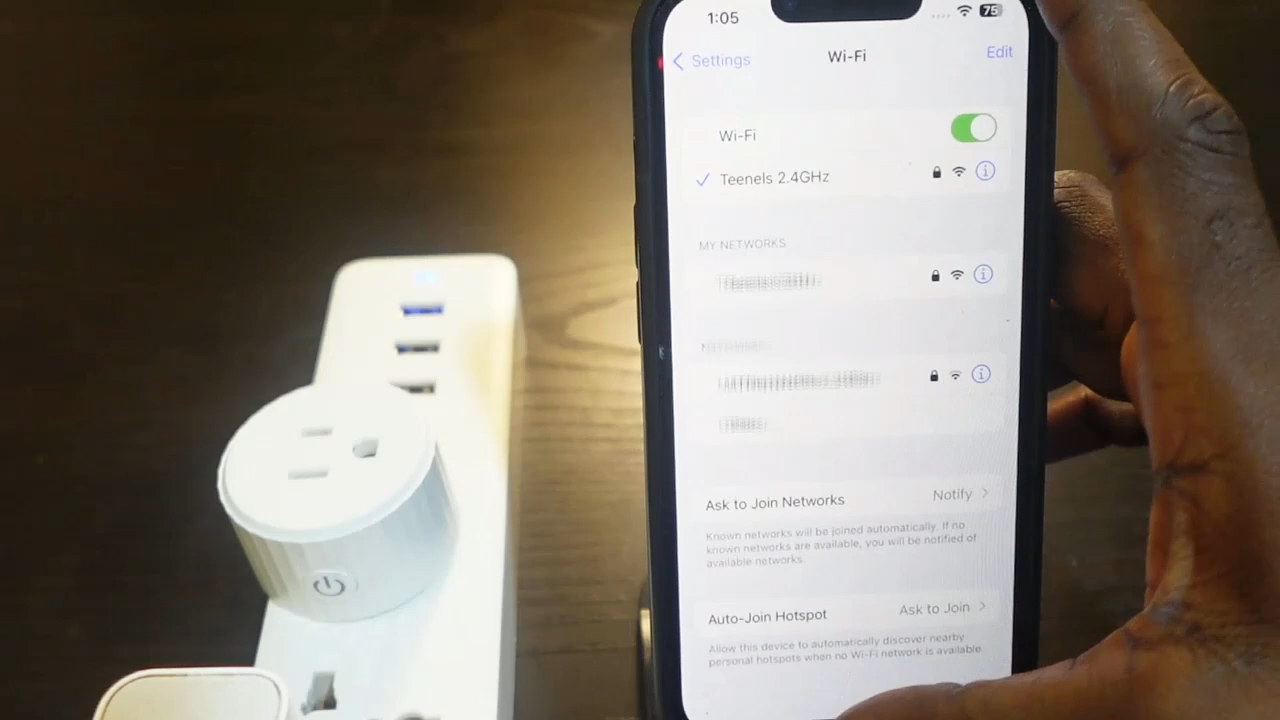 1:05
75
Settings
Wi-Fi
Edit
Wi-Fi
Teenels 2.4GHz
MY NETWORKS
Ask to Join Networks
Notify
Known networks will be joined automatically. If no
known networks are available, you will be notified of
available networks.
Auto-Join Hotspot
Ask to Join
Allow this device to automatically discover nearby
personal hotspots when no Wi-Fi network is available.